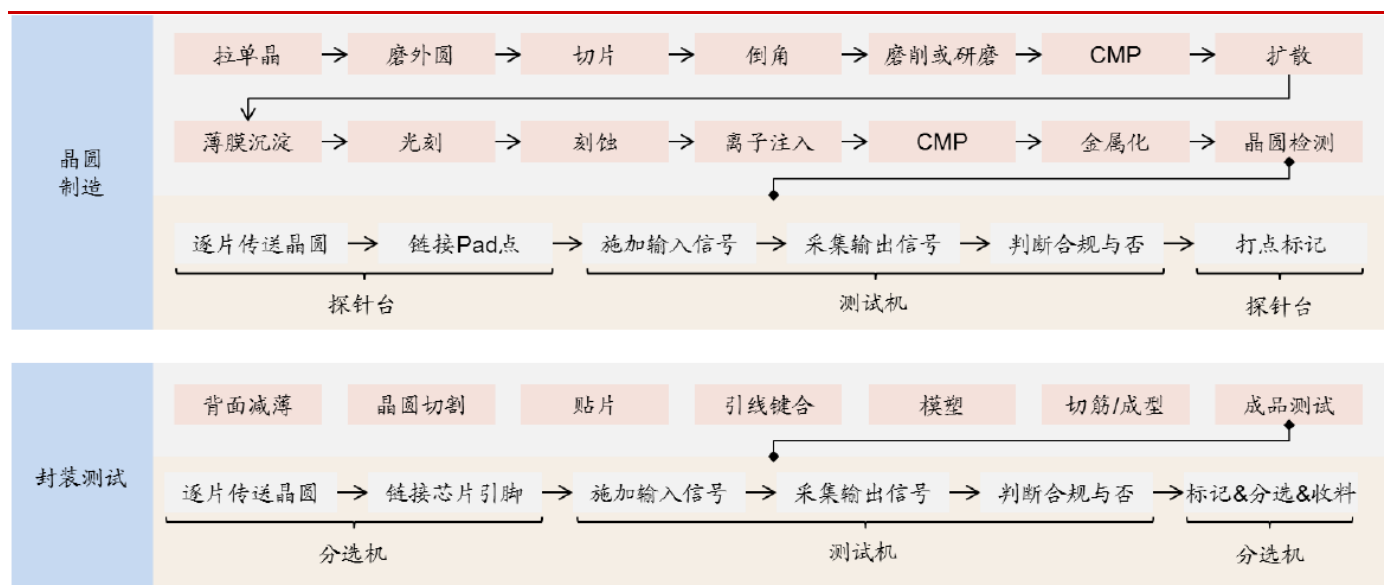 拉单晶
磨外圆
切片
倒角
磨削或研磨
CMP
扩散
薄膜沉淀
光刻
刻蚀
离子注入
CMP
金属化
晶圆检测
晶圆
制造
逐片传送晶圆
链接Pad点
施加输入信号
采集输出信号
判断合规与否
打点标记
探针台
测试机
探针台
背面减薄
晶圆切割
贴片
引线键合
模塑
切筋/成型
成品测试
封装测试
逐片传送晶圆
链接芯片引脚
施加输入信号
采集输出信号
判断合规与否
标记&分选&收料
分选机
测试机
分选机